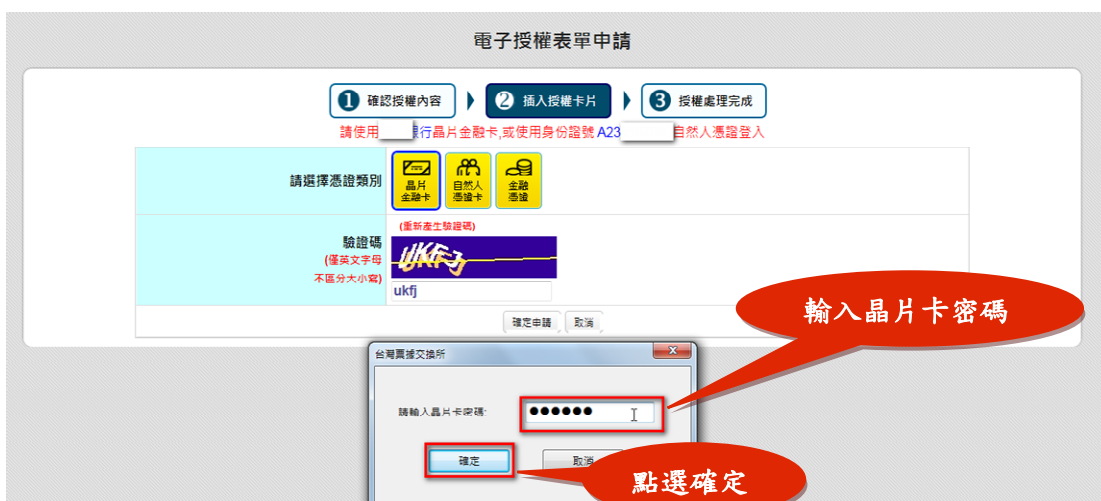 電子授權表單申請
1 確認授權內容 2 插入授權卡片 3 授權處理完成
請使用 銀行晶片金融卡,或使用身份證號 A23 自然人憑證登入
請選擇憑證類別
晶片金融卡
自然人憑證卡
金融憑證
驗證碼
(僅英文字母
不區分大小寫)
(重新產生驗證碼)
UKFJ
ukfj
確定申請 取消
輸入晶片卡密碼
台灣票據交換所 x
請輸入晶片卡密碼: ●●●●●●
確定 取消
點選確定